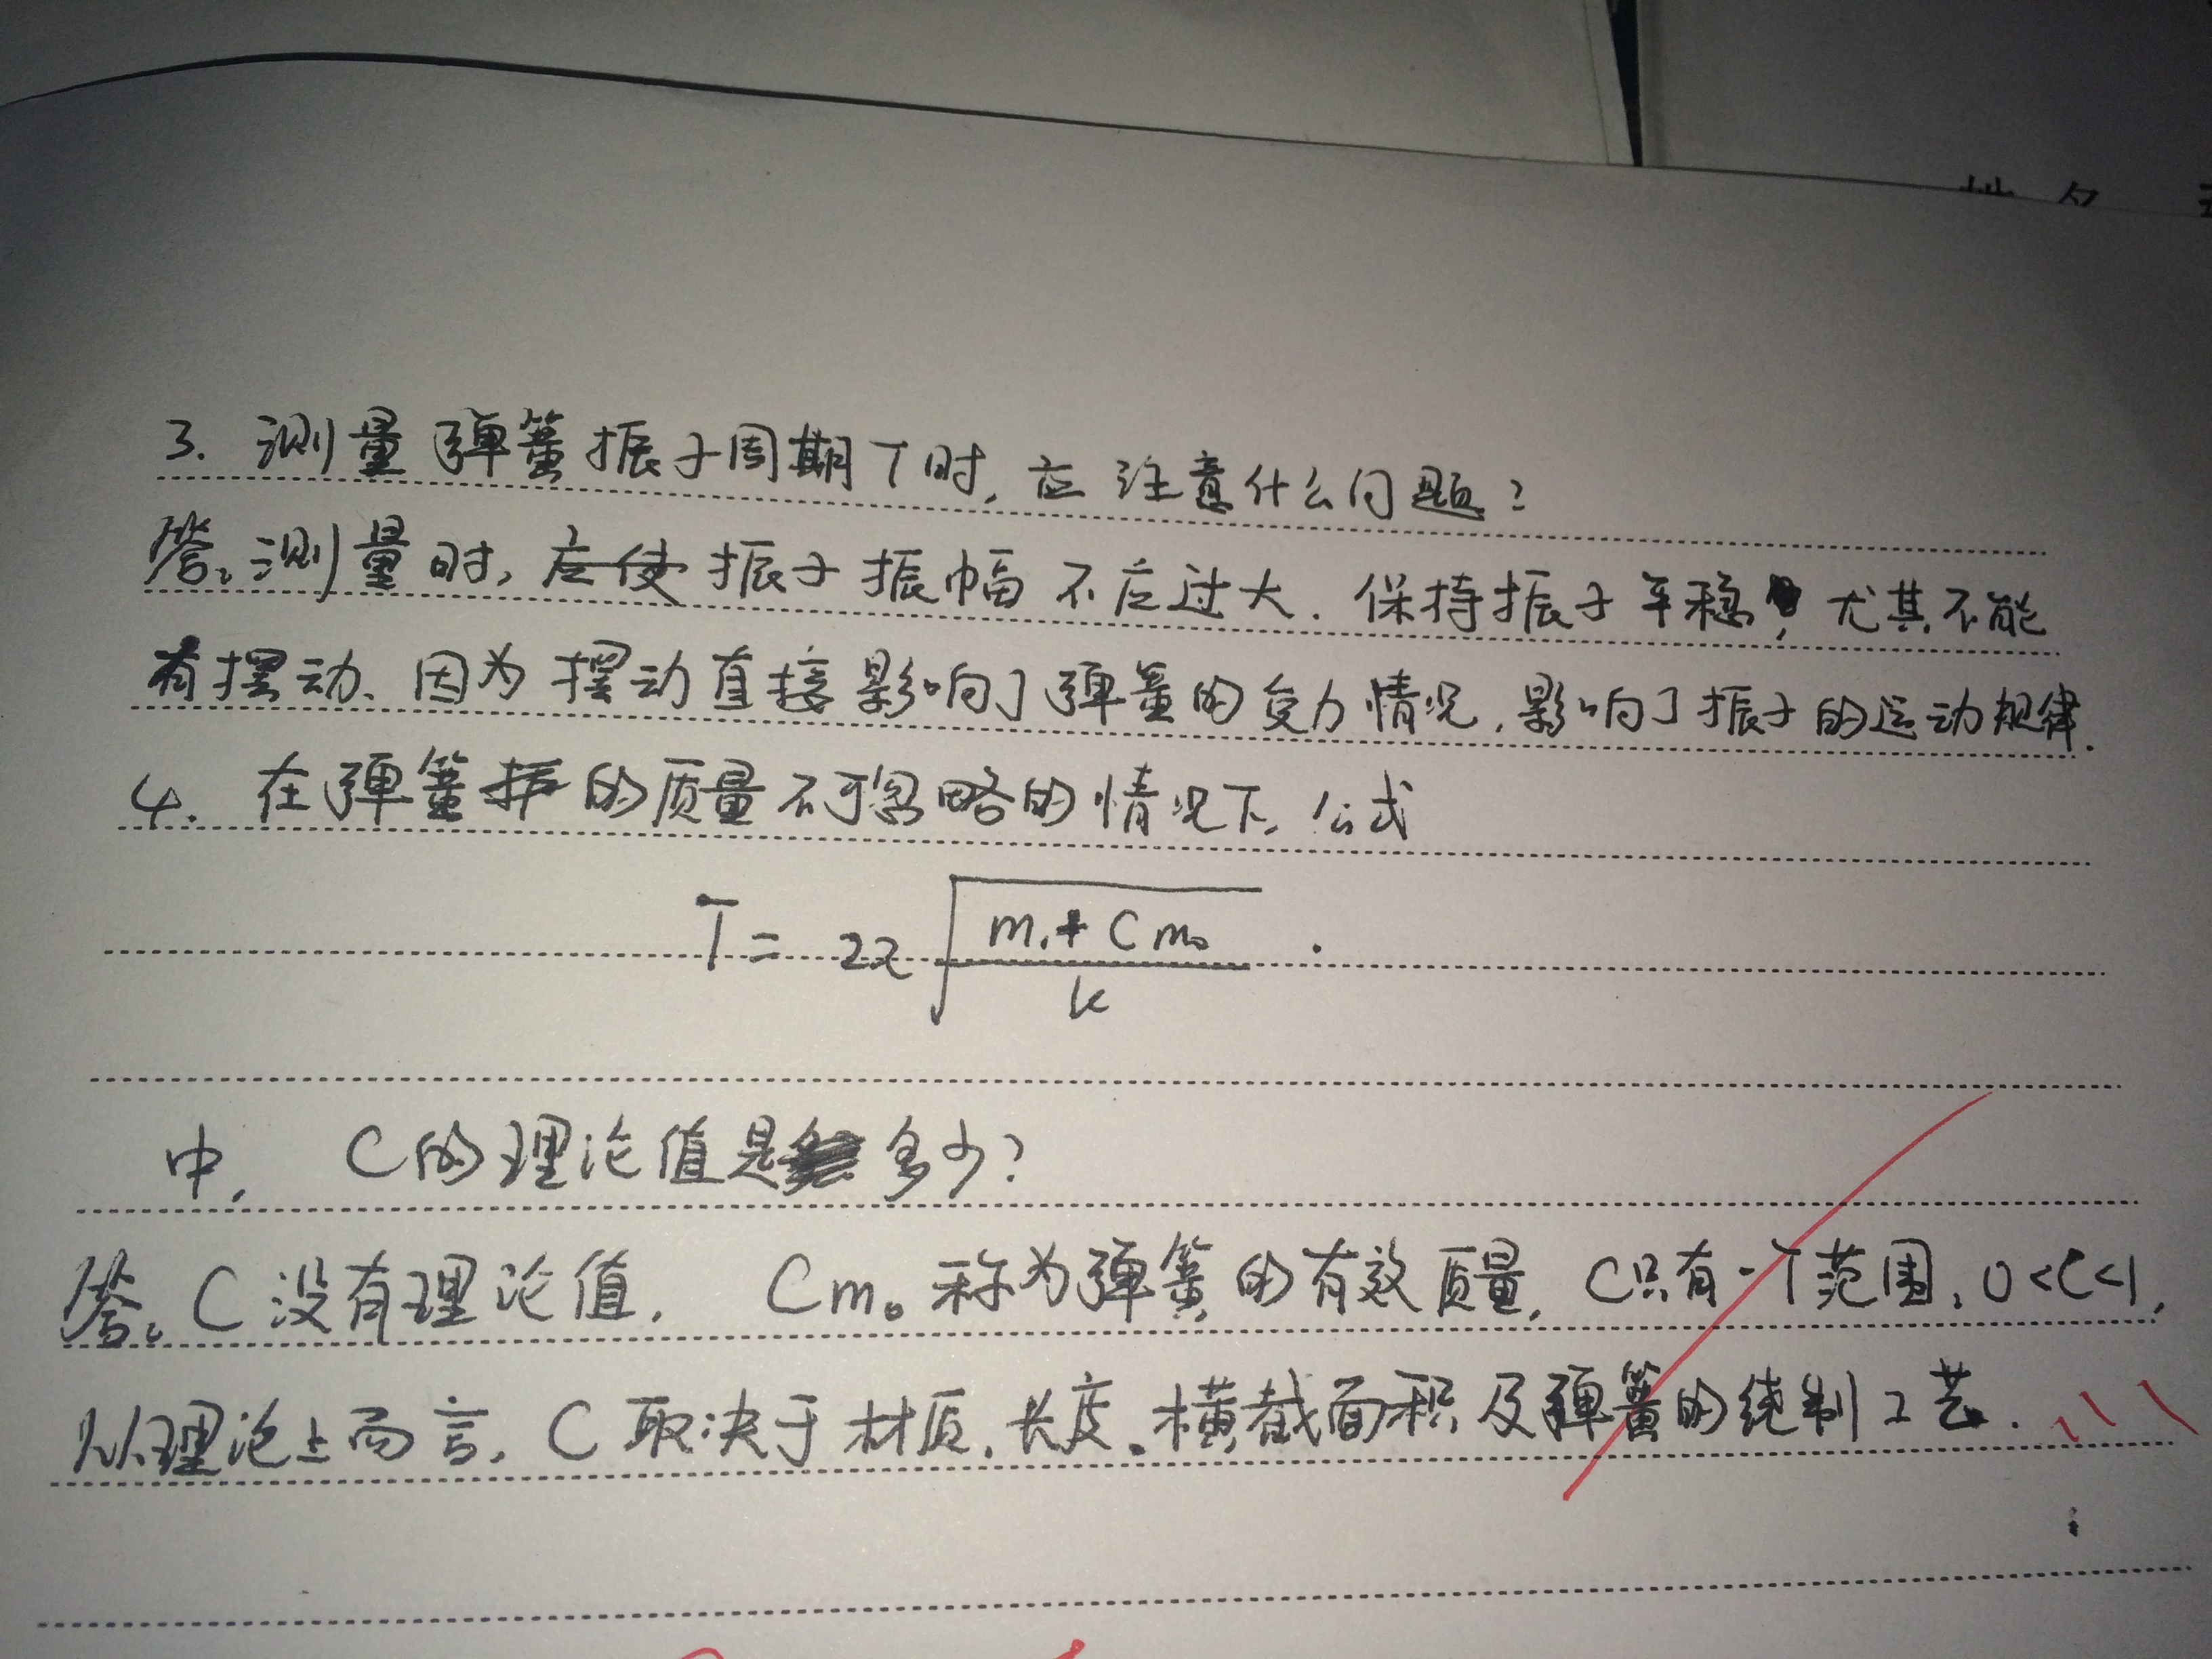 3. 测量弹簧振子周期T时,应注意什么问题?
答:测量时,应使振子振幅不应过大.保持振子平稳,尤其不能
有摆动、因为摆动直接影响了弹簧的受力情况,影响了振子的运动规律.
4. 在弹簧振的质量不可忽略的情况下,公式
T = 2π√((m₁ + Cm₀)/k) .
中, C的理论值是多少?
答:C没有理论值, Cm₀称为弹簧的有效质量,C只有一个范围,0<C<1,
从理论上而言,C取决于材质、长度、横截面积及弹簧的绕制工艺.